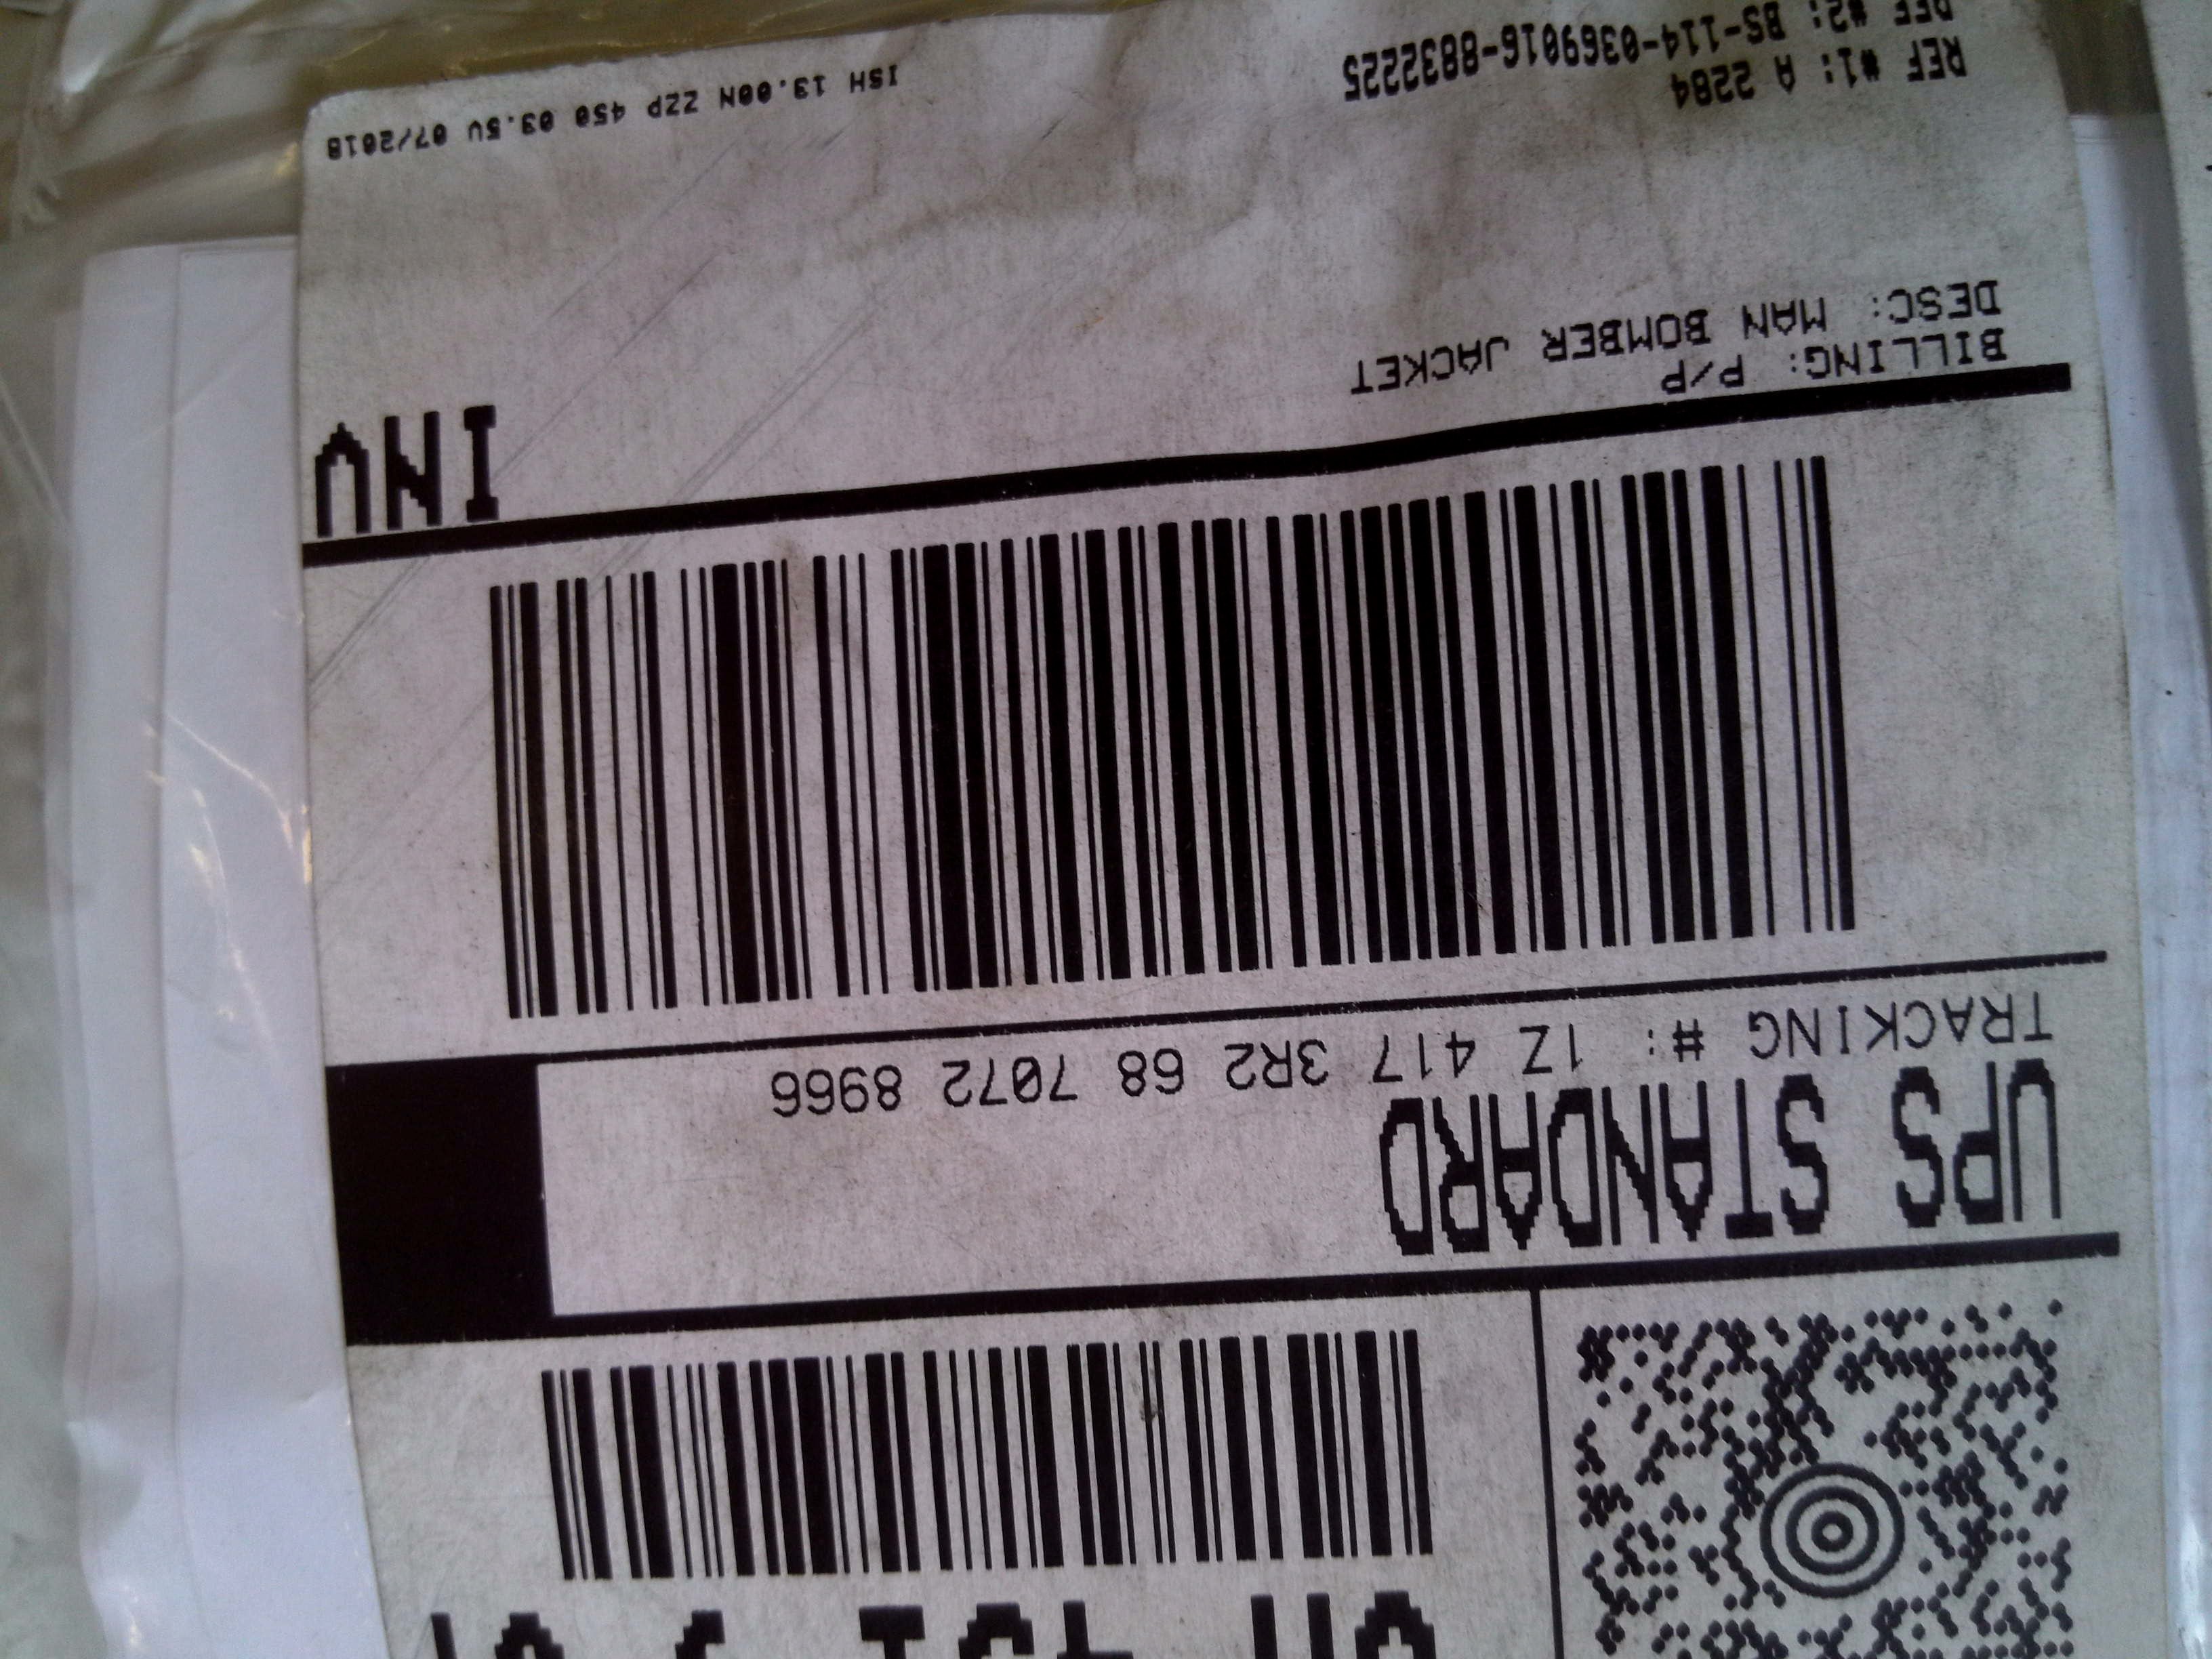 UPS STANDARD
TRACKING #: 1Z 417 3R2 68 7072 8966
BILLING: P/P
DESC: MAN BOMBER JACKET
INV
REF #1: A 2284
REF #2: BS-114-0369016-8832225
ISH 13.00N ZZP 450 03.5V 07/2018